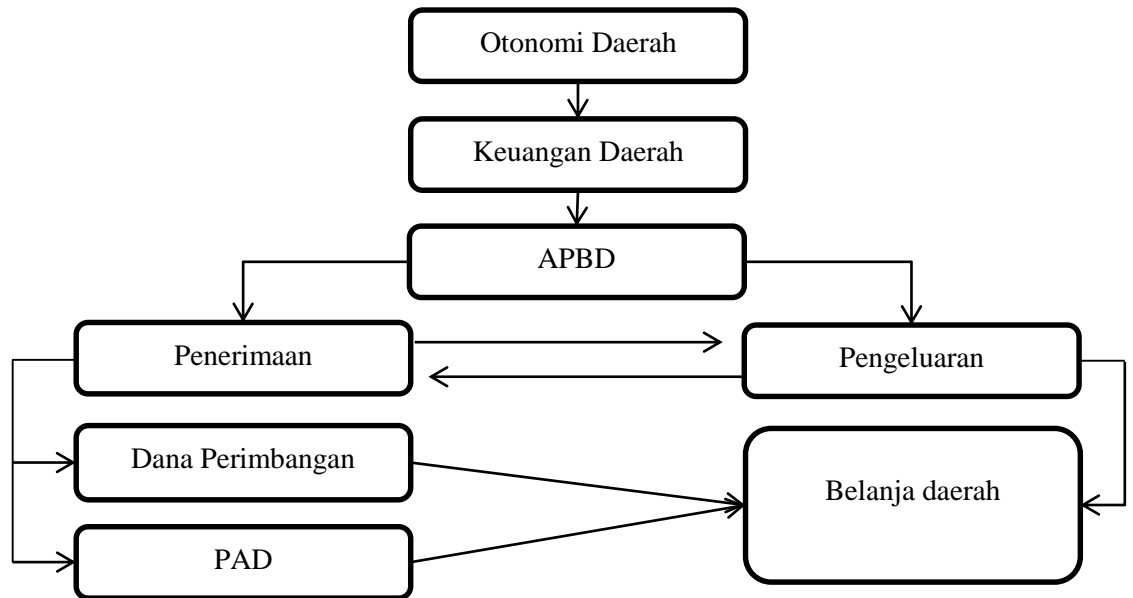 Otonomi Daerah
Keuangan Daerah
APBD
Penerimaan
Pengeluaran
Dana Perimbangan
Belanja daerah
PAD